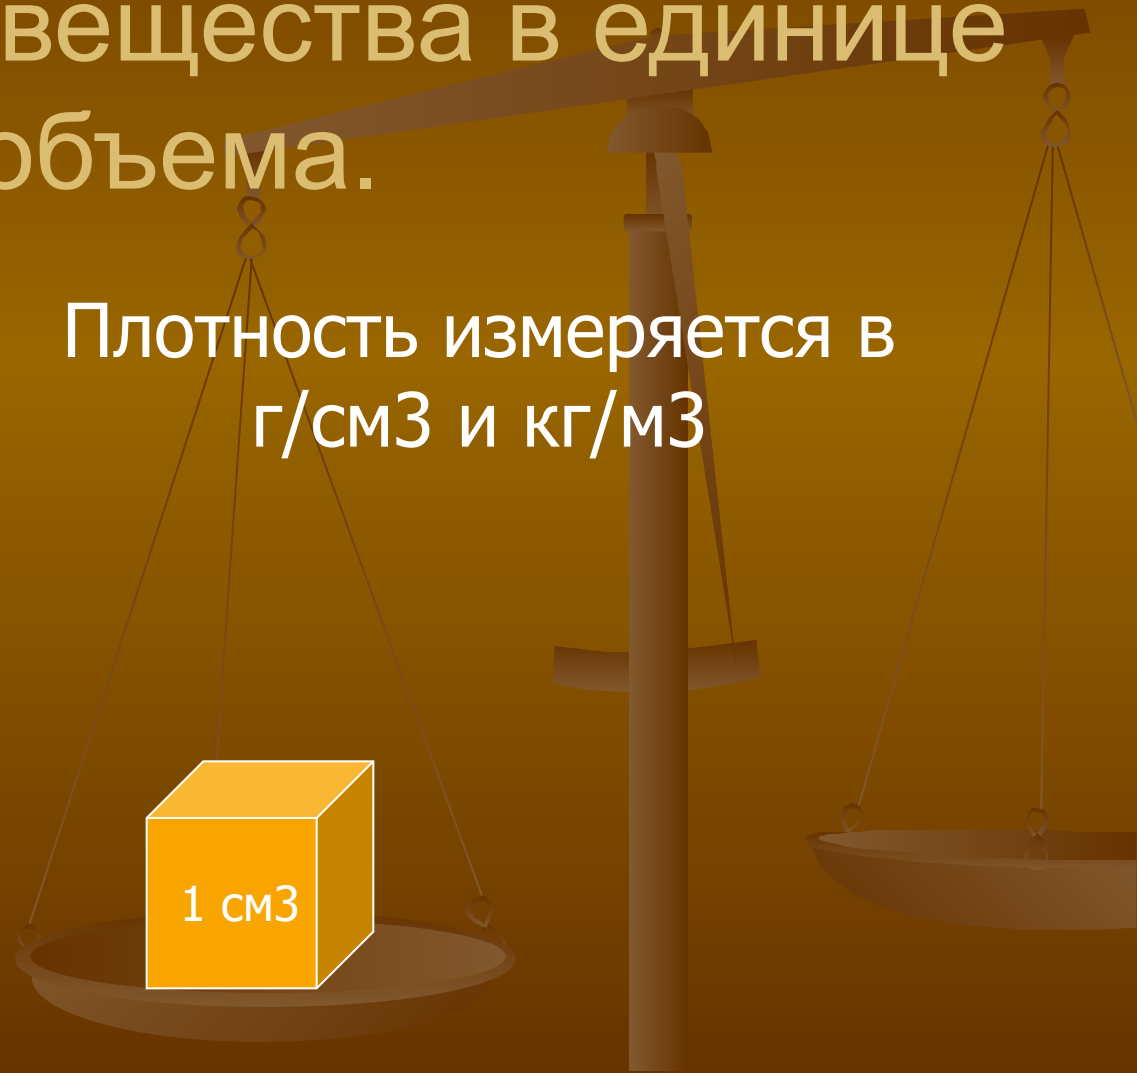 вещества в единице
объема.
Плотность измеряется в
г/см3 и кг/м3
1 см3